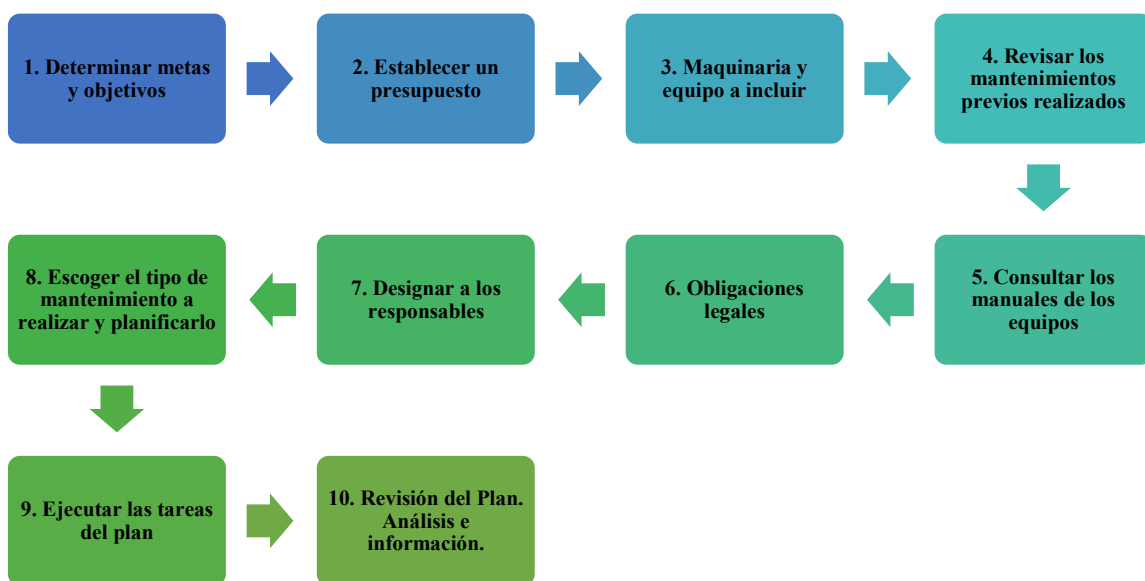 1. Determinar metas
y objetivos
2. Establecer un
presupuesto
3. Maquinaria y
equipo a incluir
4. Revisar los
mantenimientos
previos realizados
5. Consultar los
manuales de los
equipos
6. Obligaciones
legales
7. Designar a los
responsables
8. Escoger el tipo de
mantenimiento a
realizar y planificarlo
9. Ejecutar las tareas
del plan
10. Revisión del Plan.
Análisis e
información.